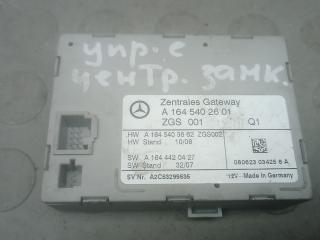 упр-е
центр. замк.
Zentrales Gateway
A 164 540 26 01
ZGS 001 Q1
HW A 164 540 36 62 ZGS002
HW Stand 10/06
SW A 164 442 04 27
SW Stand 32/07
080623 03425 6 A
SV Nr. A2C53299635
12V Made in Germany